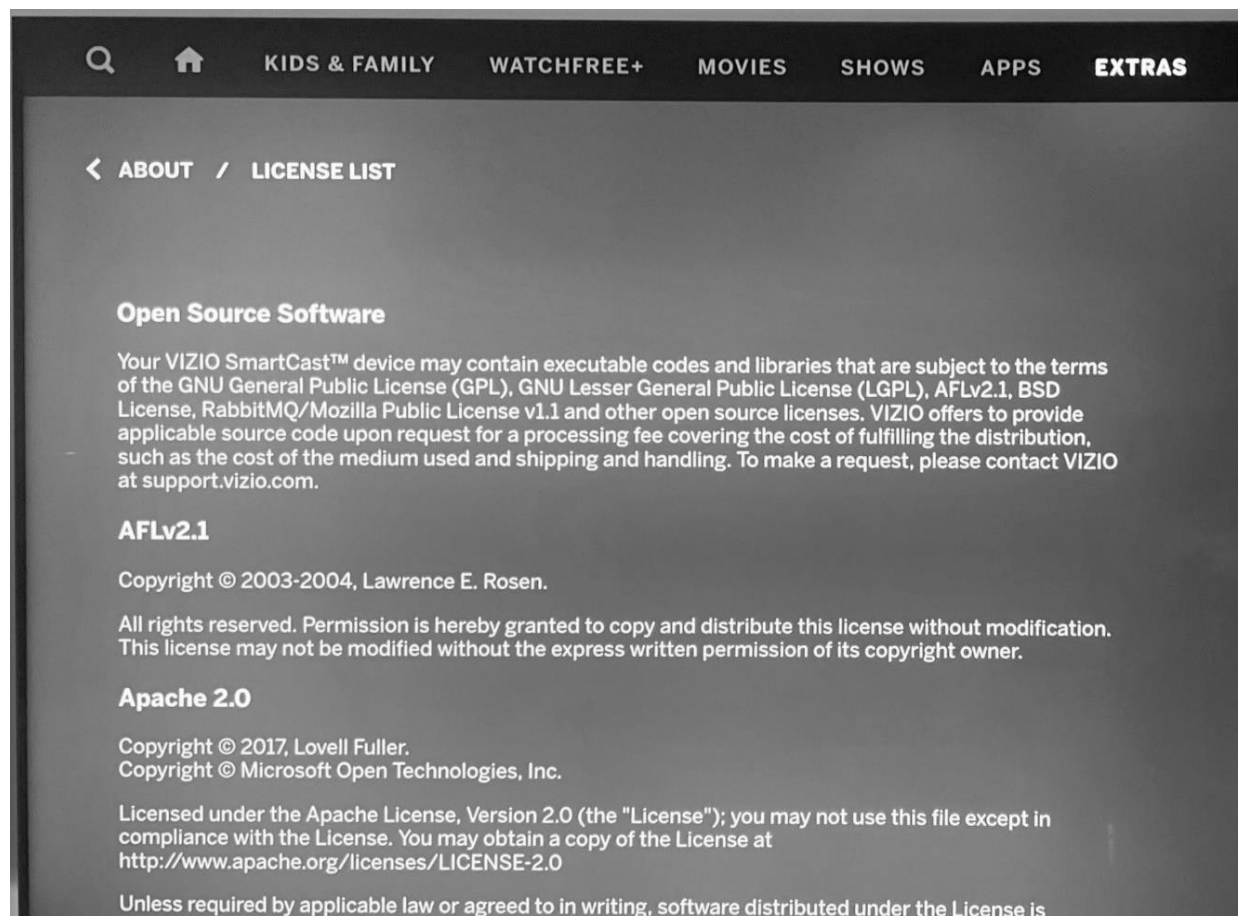 KIDS & FAMILY WATCHFREE+ MOVIES SHOWS APPS EXTRAS
ABOUT / LICENSE LIST
Open Source Software
Your VIZIO SmartCast™ device may contain executable codes and libraries that are subject to the terms
of the GNU General Public License (GPL), GNU Lesser General Public License (LGPL), AFLv2.1, BSD
License, RabbitMQ/Mozilla Public License v1.1 and other open source licenses. VIZIO offers to provide
applicable source code upon request for a processing fee covering the cost of fulfilling the distribution,
such as the cost of the medium used and shipping and handling. To make a request, please contact VIZIO
at support.vizio.com.
AFLv2.1
Copyright © 2003-2004, Lawrence E. Rosen.
All rights reserved. Permission is hereby granted to copy and distribute this license without modification.
This license may not be modified without the express written permission of its copyright owner.
Apache 2.0
Copyright © 2017, Lovell Fuller.
Copyright © Microsoft Open Technologies, Inc.
Licensed under the Apache License, Version 2.0 (the "License"); you may not use this file except in
compliance with the License. You may obtain a copy of the License at
http://www.apache.org/licenses/LICENSE-2.0
Unless required by applicable law or agreed to in writing, software distributed under the License is